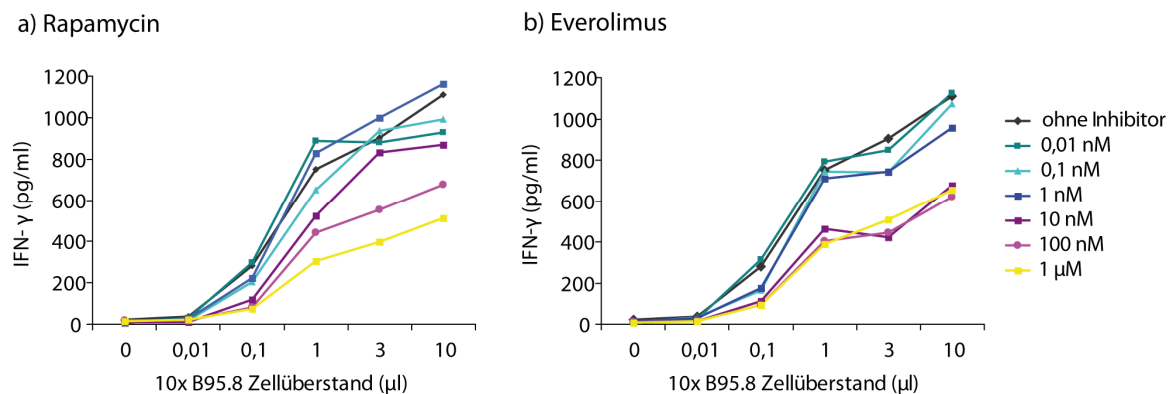 a) Rapamycin
b) Everolimus
IFN- γ (pg/ml)
1200
1000
800
600
400
200
0
0 0,01 0,1 1 3 10
10x B95.8 Zellüberstand (µl)
IFN-γ (pg/ml)
1200
1000
800
600
400
200
0
0 0,01 0,1 1 3 10
10x B95.8 Zellüberstand (µl)
ohne Inhibitor
0,01 nM
0,1 nM
1 nM
10 nM
100 nM
1 µM